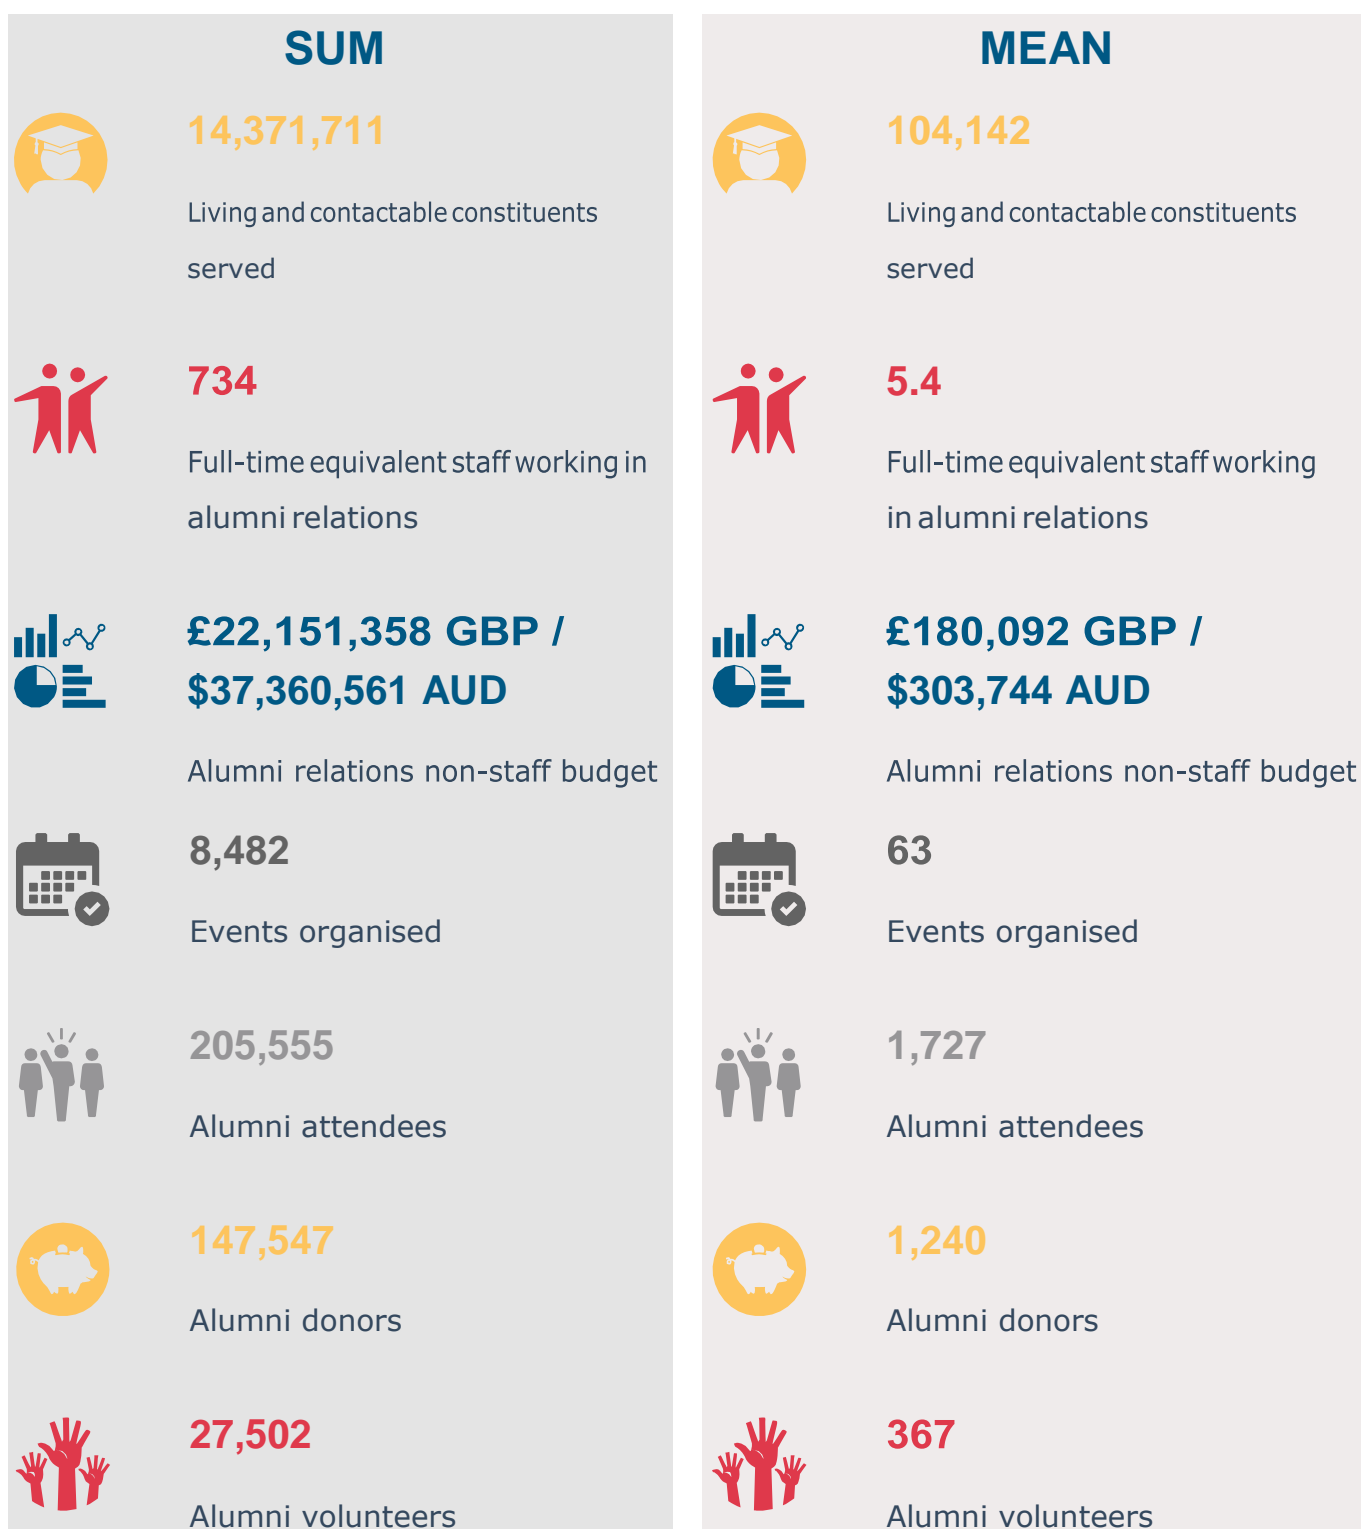 SUM
14,371,711
Living and contactable constituents
served
734
Full-time equivalent staff working in
alumni relations
£22,151,358 GBP /
$37,360,561 AUD
Alumni relations non-staff budget
8,482
Events organised
205,555
Alumni attendees
147,547
Alumni donors
27,502
Alumni volunteers
MEAN
104,142
Living and contactable constituents
served
5.4
Full-time equivalent staff working
in alumni relations
£180,092 GBP /
$303,744 AUD
Alumni relations non-staff budget
63
Events organised
1,727
Alumni attendees
1,240
Alumni donors
367
Alumni volunteers